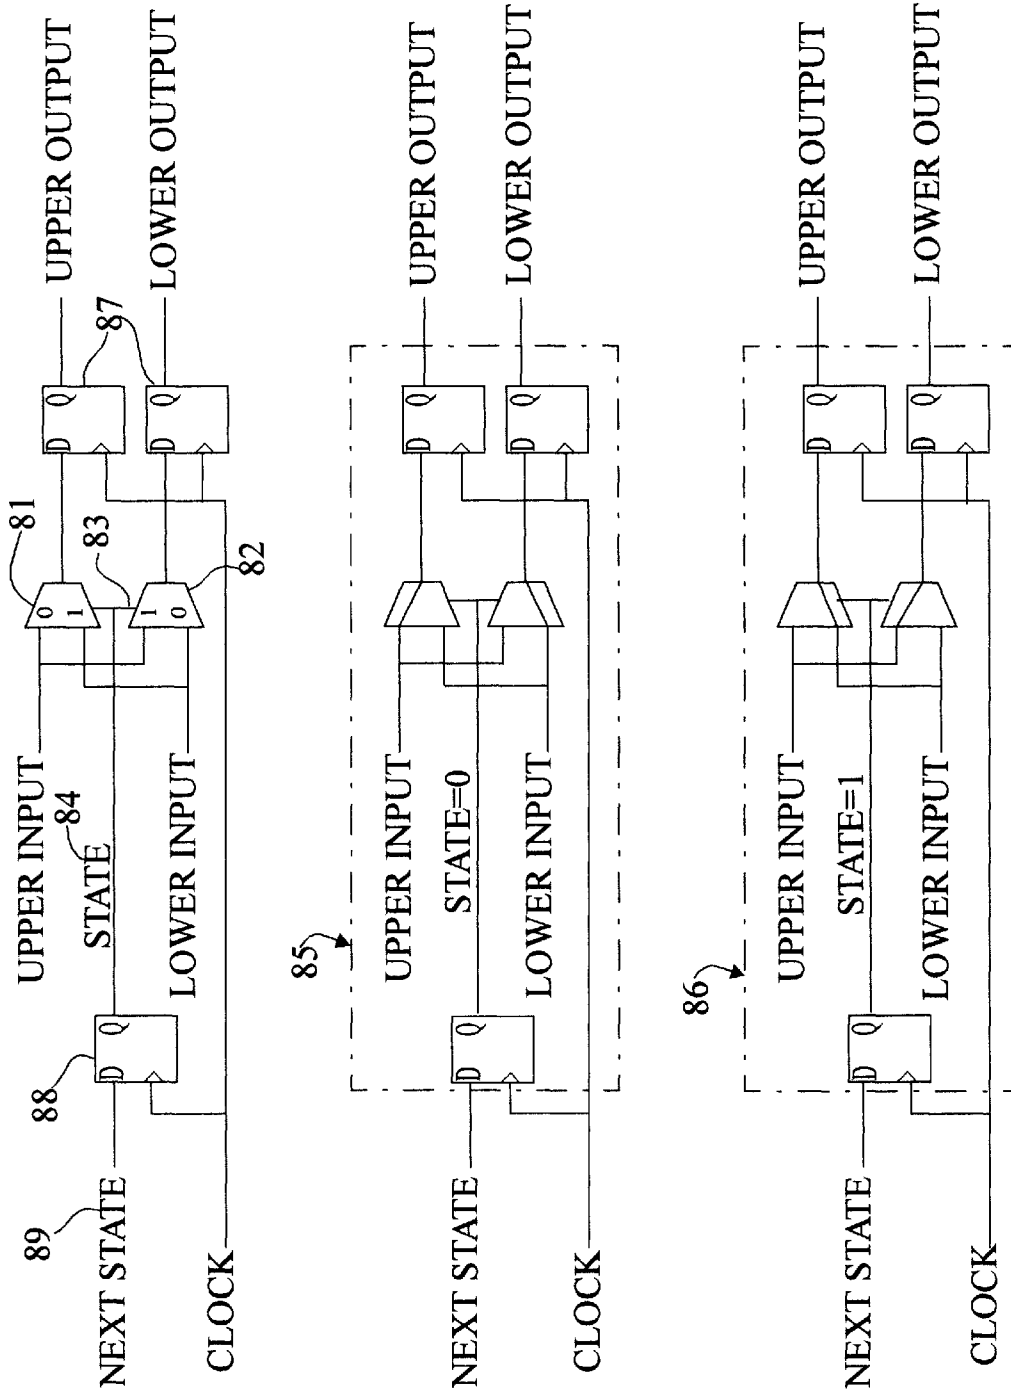 UPPER OUTPUT
LOWER OUTPUT
87
D Q
D Q
81
83
82
0
1
1
0
UPPER INPUT
STATE
84
LOWER INPUT
88
D Q
89
NEXT STATE
CLOCK
85
UPPER OUTPUT
LOWER OUTPUT
D Q
D Q
UPPER INPUT
STATE=0
LOWER INPUT
D Q
NEXT STATE
CLOCK
86
UPPER OUTPUT
LOWER OUTPUT
D Q
D Q
UPPER INPUT
STATE=1
LOWER INPUT
D Q
NEXT STATE
CLOCK